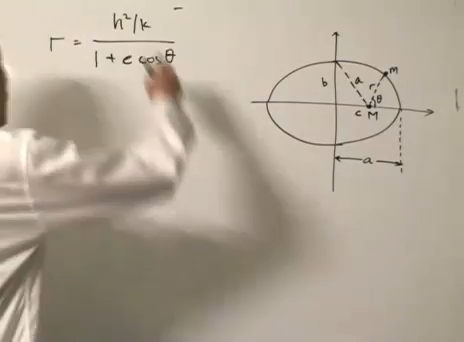 r = h²/k / 1 + e cos θ
b
a
r
m
θ
c
M
a